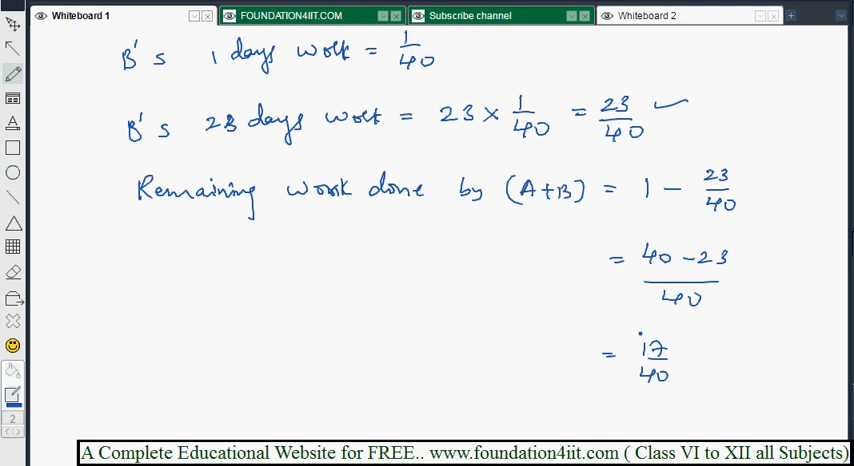 Whiteboard 1 FOUNDATION4IIT.COM Subscribe channel Whiteboard 2
B's 1 days work = 1/40
B's 23 days work = 23 × 1/40 = 23/40 ✓
Remaining work done by (A+B) = 1 - 23/40
= 40-23/40
= 17/40
2
A Complete Educational Website for FREE.. www.foundation4iit.com ( Class VI to XII all Subjects)